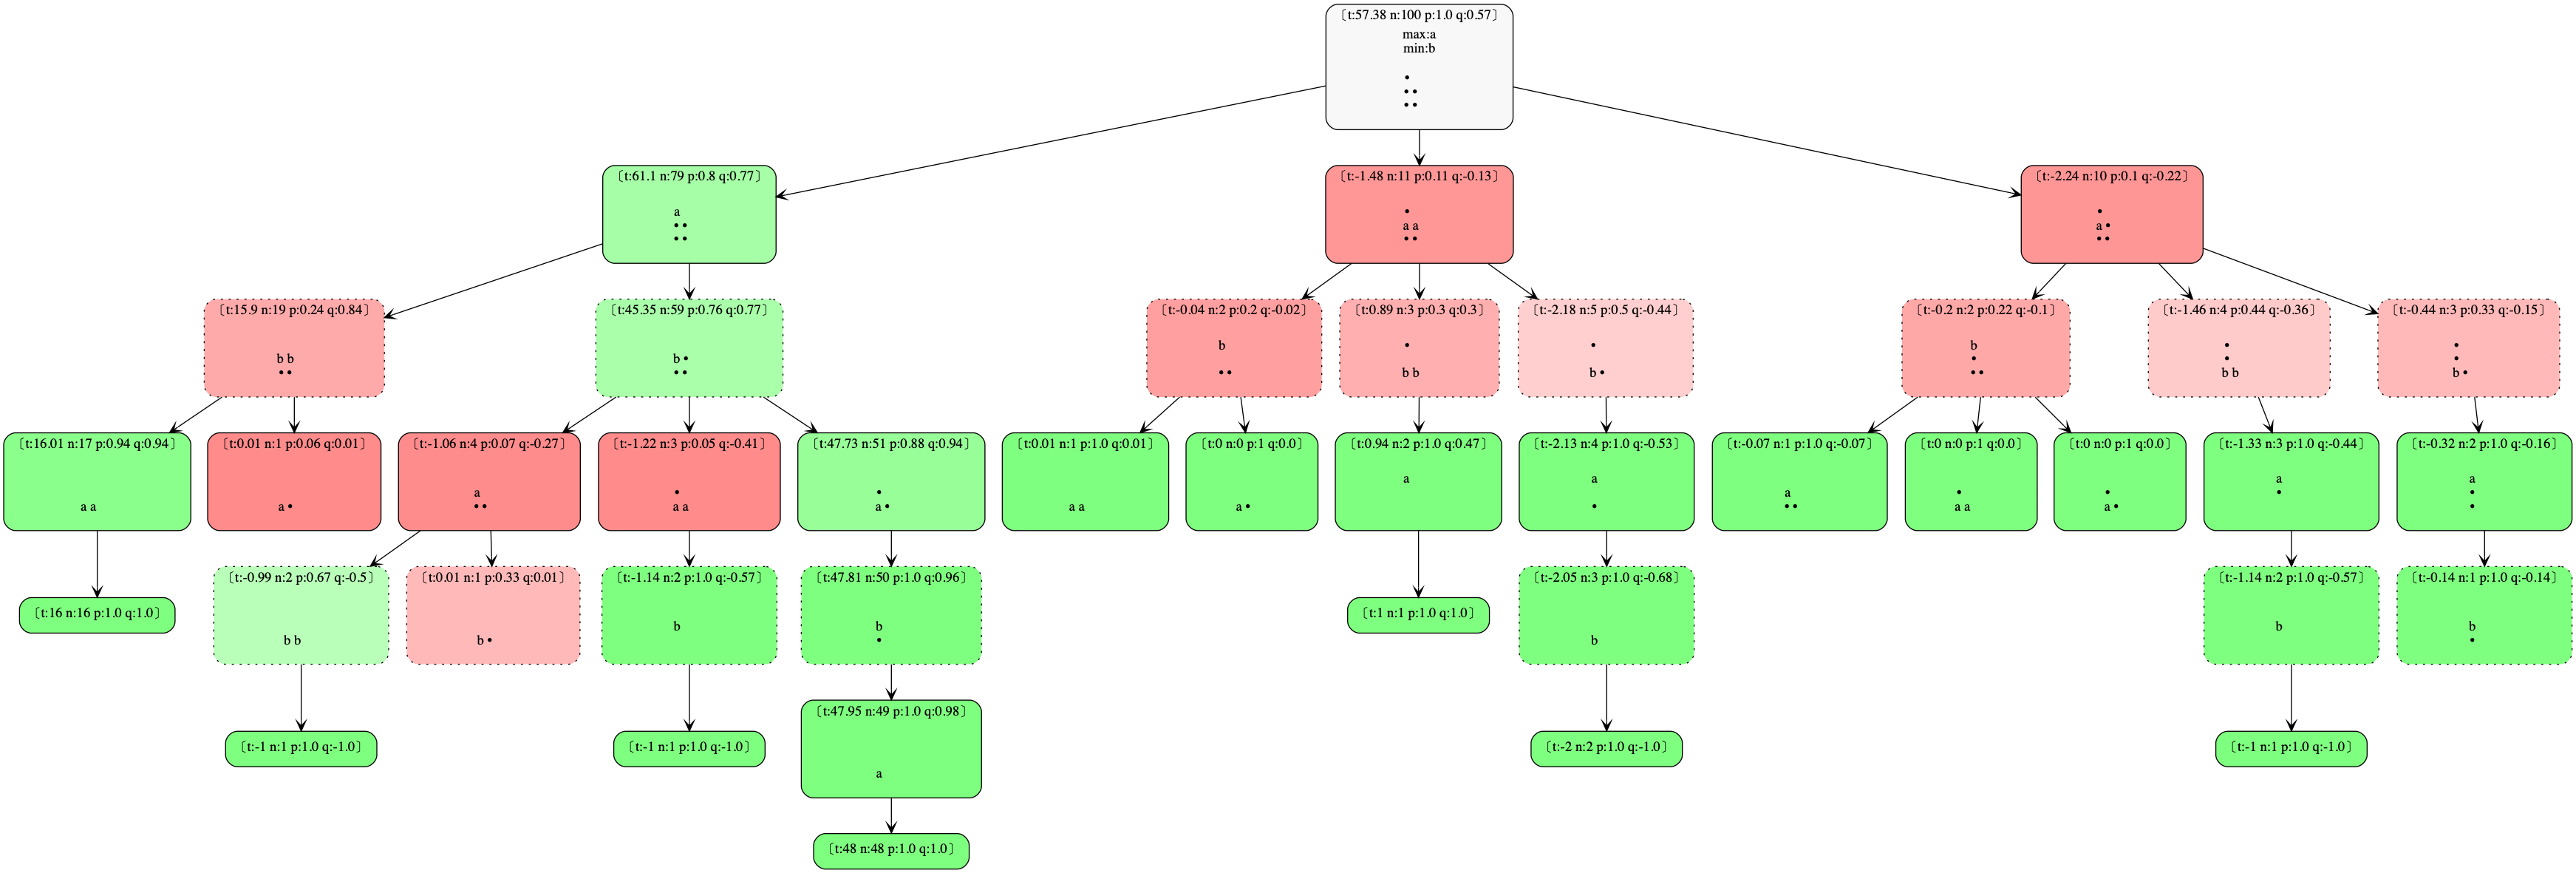 〔t:57.38 n:100 p:1.0 q:0.57〕
max:a
min:b
•
• •
• •
〔t:61.1 n:79 p:0.8 q:0.77〕
a
• •
• •
〔t:-1.48 n:11 p:0.11 q:-0.13〕
•
a a
• •
〔t:-2.24 n:10 p:0.1 q:-0.22〕
•
a •
• •
〔t:15.9 n:19 p:0.24 q:0.84〕
b b
• •
〔t:45.35 n:59 p:0.76 q:0.77〕
b •
• •
〔t:-0.04 n:2 p:0.2 q:-0.02〕
b
• •
〔t:0.89 n:3 p:0.3 q:0.3〕
•
b b
〔t:-2.18 n:5 p:0.5 q:-0.44〕
•
b •
〔t:-0.2 n:2 p:0.22 q:-0.1〕
b
•
• •
〔t:-1.46 n:4 p:0.44 q:-0.36〕
•
•
b b
〔t:-0.44 n:3 p:0.33 q:-0.15〕
•
•
b •
〔t:16.01 n:17 p:0.94 q:0.94〕
a a
〔t:0.01 n:1 p:0.06 q:0.01〕
a •
〔t:-1.06 n:4 p:0.07 q:-0.27〕
a
• •
〔t:-1.22 n:3 p:0.05 q:-0.41〕
•
a a
〔t:47.73 n:51 p:0.88 q:0.94〕
•
a •
〔t:0.01 n:1 p:1.0 q:0.01〕
a a
〔t:0 n:0 p:1 q:0.0〕
a •
〔t:0.94 n:2 p:1.0 q:0.47〕
a
〔t:-2.13 n:4 p:1.0 q:-0.53〕
a
•
〔t:-0.07 n:1 p:1.0 q:-0.07〕
a
• •
〔t:0 n:0 p:1 q:0.0〕
•
a a
〔t:0 n:0 p:1 q:0.0〕
•
a •
〔t:-1.33 n:3 p:1.0 q:-0.44〕
a
•
〔t:-0.32 n:2 p:1.0 q:-0.16〕
a
•
•
〔t:16 n:16 p:1.0 q:1.0〕
〔t:-0.99 n:2 p:0.67 q:-0.5〕
b b
〔t:0.01 n:1 p:0.33 q:0.01〕
b •
〔t:-1.14 n:2 p:1.0 q:-0.57〕
b
〔t:47.81 n:50 p:1.0 q:0.96〕
b
•
〔t:1 n:1 p:1.0 q:1.0〕
〔t:-2.05 n:3 p:1.0 q:-0.68〕
b
〔t:-1.14 n:2 p:1.0 q:-0.57〕
b
〔t:-0.14 n:1 p:1.0 q:-0.14〕
b
•
〔t:-1 n:1 p:1.0 q:-1.0〕
〔t:-1 n:1 p:1.0 q:-1.0〕
〔t:47.95 n:49 p:1.0 q:0.98〕
a
〔t:-2 n:2 p:1.0 q:-1.0〕
〔t:-1 n:1 p:1.0 q:-1.0〕
〔t:48 n:48 p:1.0 q:1.0〕